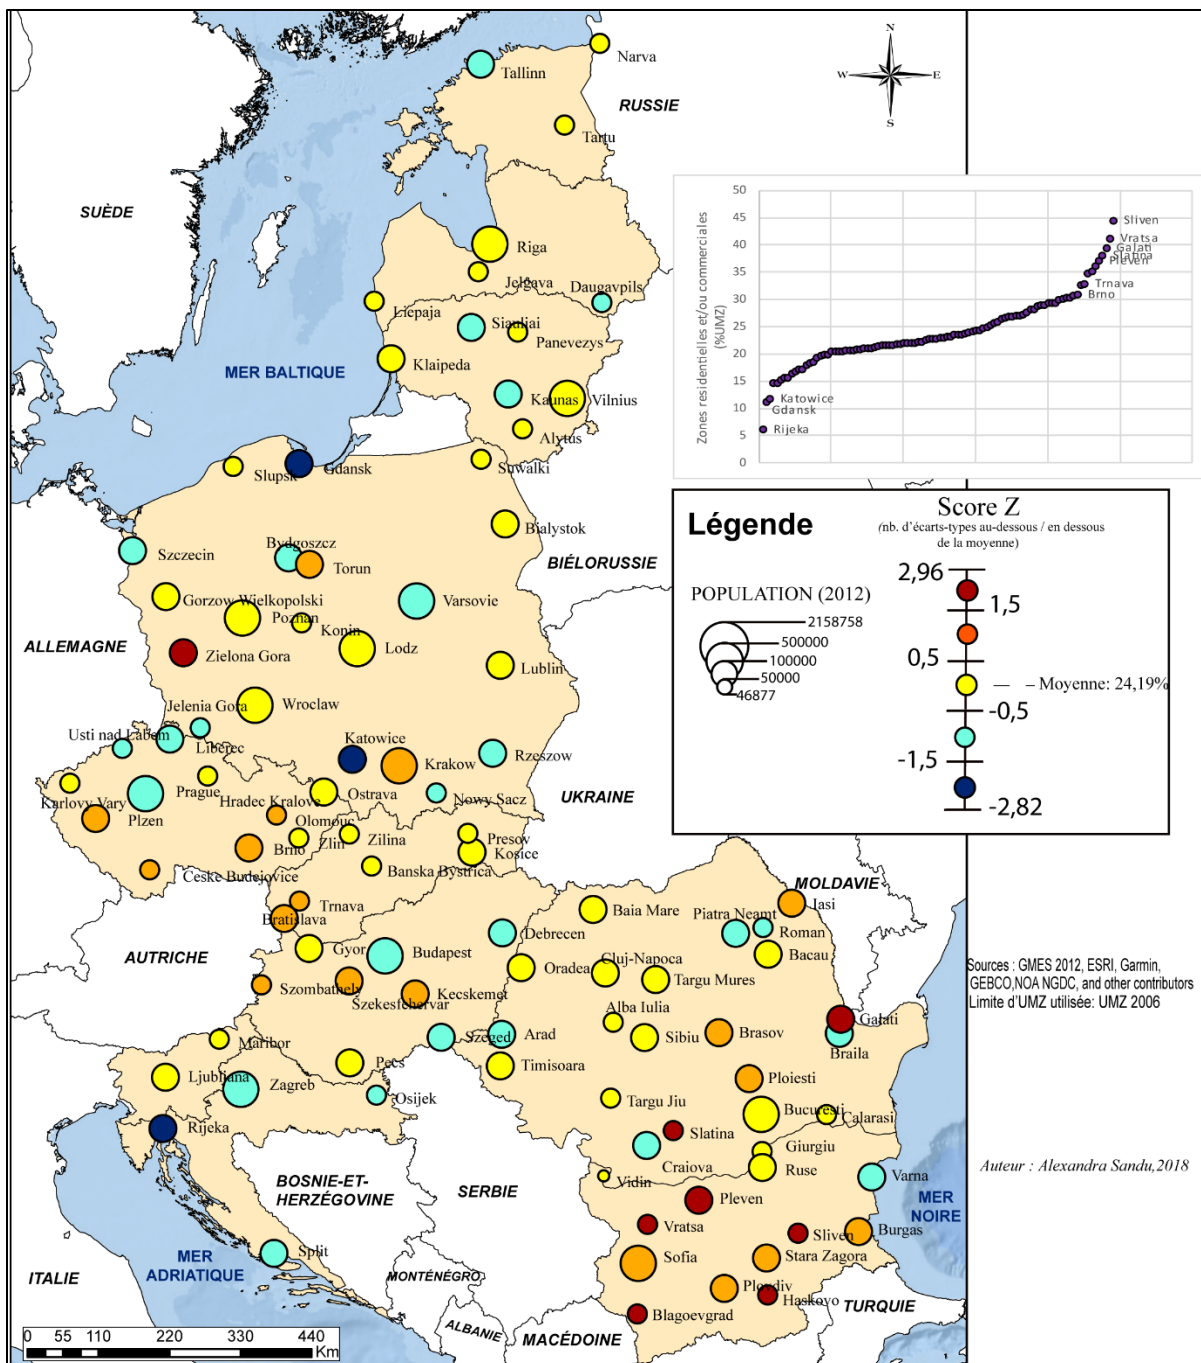 N
W
E
S
Narva
Tallinn
RUSSIE
Tartu
SUÈDE
Riga
Jelgava
Daugavpils
Liepaja
Siauliai
Panevezys
Klaipeda
MER BALTIQUE
Kaunas
Vilnius
Alytus
Suwalki
Slupsk
Gdansk
Bialystok
Szczecin
Bydgoszcz
Torun
BIÉLORUSSIE
Gorzow Wielkopolski
Varsovie
Poznan
Konin
ALLEMAGNE
Zielona Gora
Lodz
Lublin
Jelenia Gora
Wroclaw
Usti nad Labem
Liberec
Katowice
Krakow
Rzeszow
Karlovy Vary
Prague
Hradec Kralove
Ostrava
Nowy Sacz
UKRAINE
Plzen
Olomouc
Brno
Zlin
Zilina
Presov
Kosice
Ceske Budejovice
Banska Bystrica
Trnava
Bratislava
MOLDAVIE
Iasi
Baia Mare
Piatra Neamt
Roman
AUTRICHE
Gyor
Budapest
Debrecen
Oradea
Cluj-Napoca
Bacau
Targu Mures
Szombathely
Szekesfehervar
Kecskemet
Alba Iulia
Galati
Maribor
Szeged
Arad
Sibiu
Brasov
Braila
Ljubljana
Pecs
Timisoara
Ploiesti
Zagreb
Osijek
Targu Jiu
Bucuresti
Calarasi
Rijeka
Slatina
Giurgiu
Craiova
Ruse
BOSNIE-ET-
HERZÉGOVINE
SERBIE
Vidin
Varna
Pleven
MER
NOIRE
Vratsa
Sliven
Burgas
Split
Sofia
Stara Zagora
MER
ADRIATIQUE
ITALIE
MONTÉNÉGRO
Plovdiv
Haskovo
TURQUIE
Blagoevgrad
ALBANIE
MACÉDOINE
0 55 110 220 330 440
Km
Zones residentielles et/ou commerciales
(%UMZ)
50
45
40
35
30
25
20
15
10
5
0
Sliven
Vratsa
Galati
Slatina
Pleven
Trnava
Brno
Katowice
Gdansk
Rijeka
Légende
Score Z
(nb. d'écarts-types au-dessous / en dessous
de la moyenne)
POPULATION (2012)
2158758
500000
100000
50000
46877
2,96
1,5
0,5
Moyenne: 24,19%
-0,5
-1,5
-2,82
Sources : GMES 2012, ESRI, Garmin,
GEBCO,NOA NGDC, and other contributors
Limite d'UMZ utilisée: UMZ 2006
Auteur : Alexandra Sandu,2018